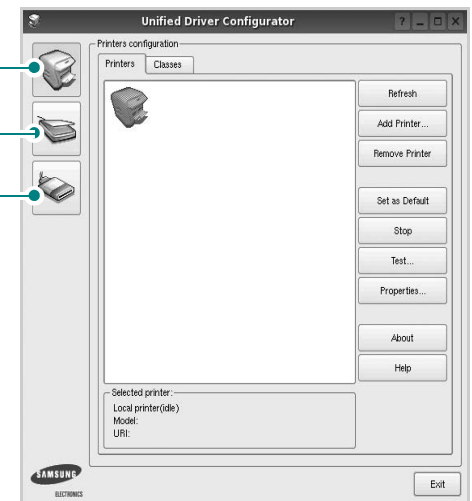 Unified Driver Configurator
Printers configuration
Printers
Classes
Refresh
Add Printer...
Remove Printer
Set as Default
Stop
Test...
Properties...
About
Help
Selected printer:
Local printer(idle)
Model:
URI:
SAMSUNG
ELECTRONICS
Exit